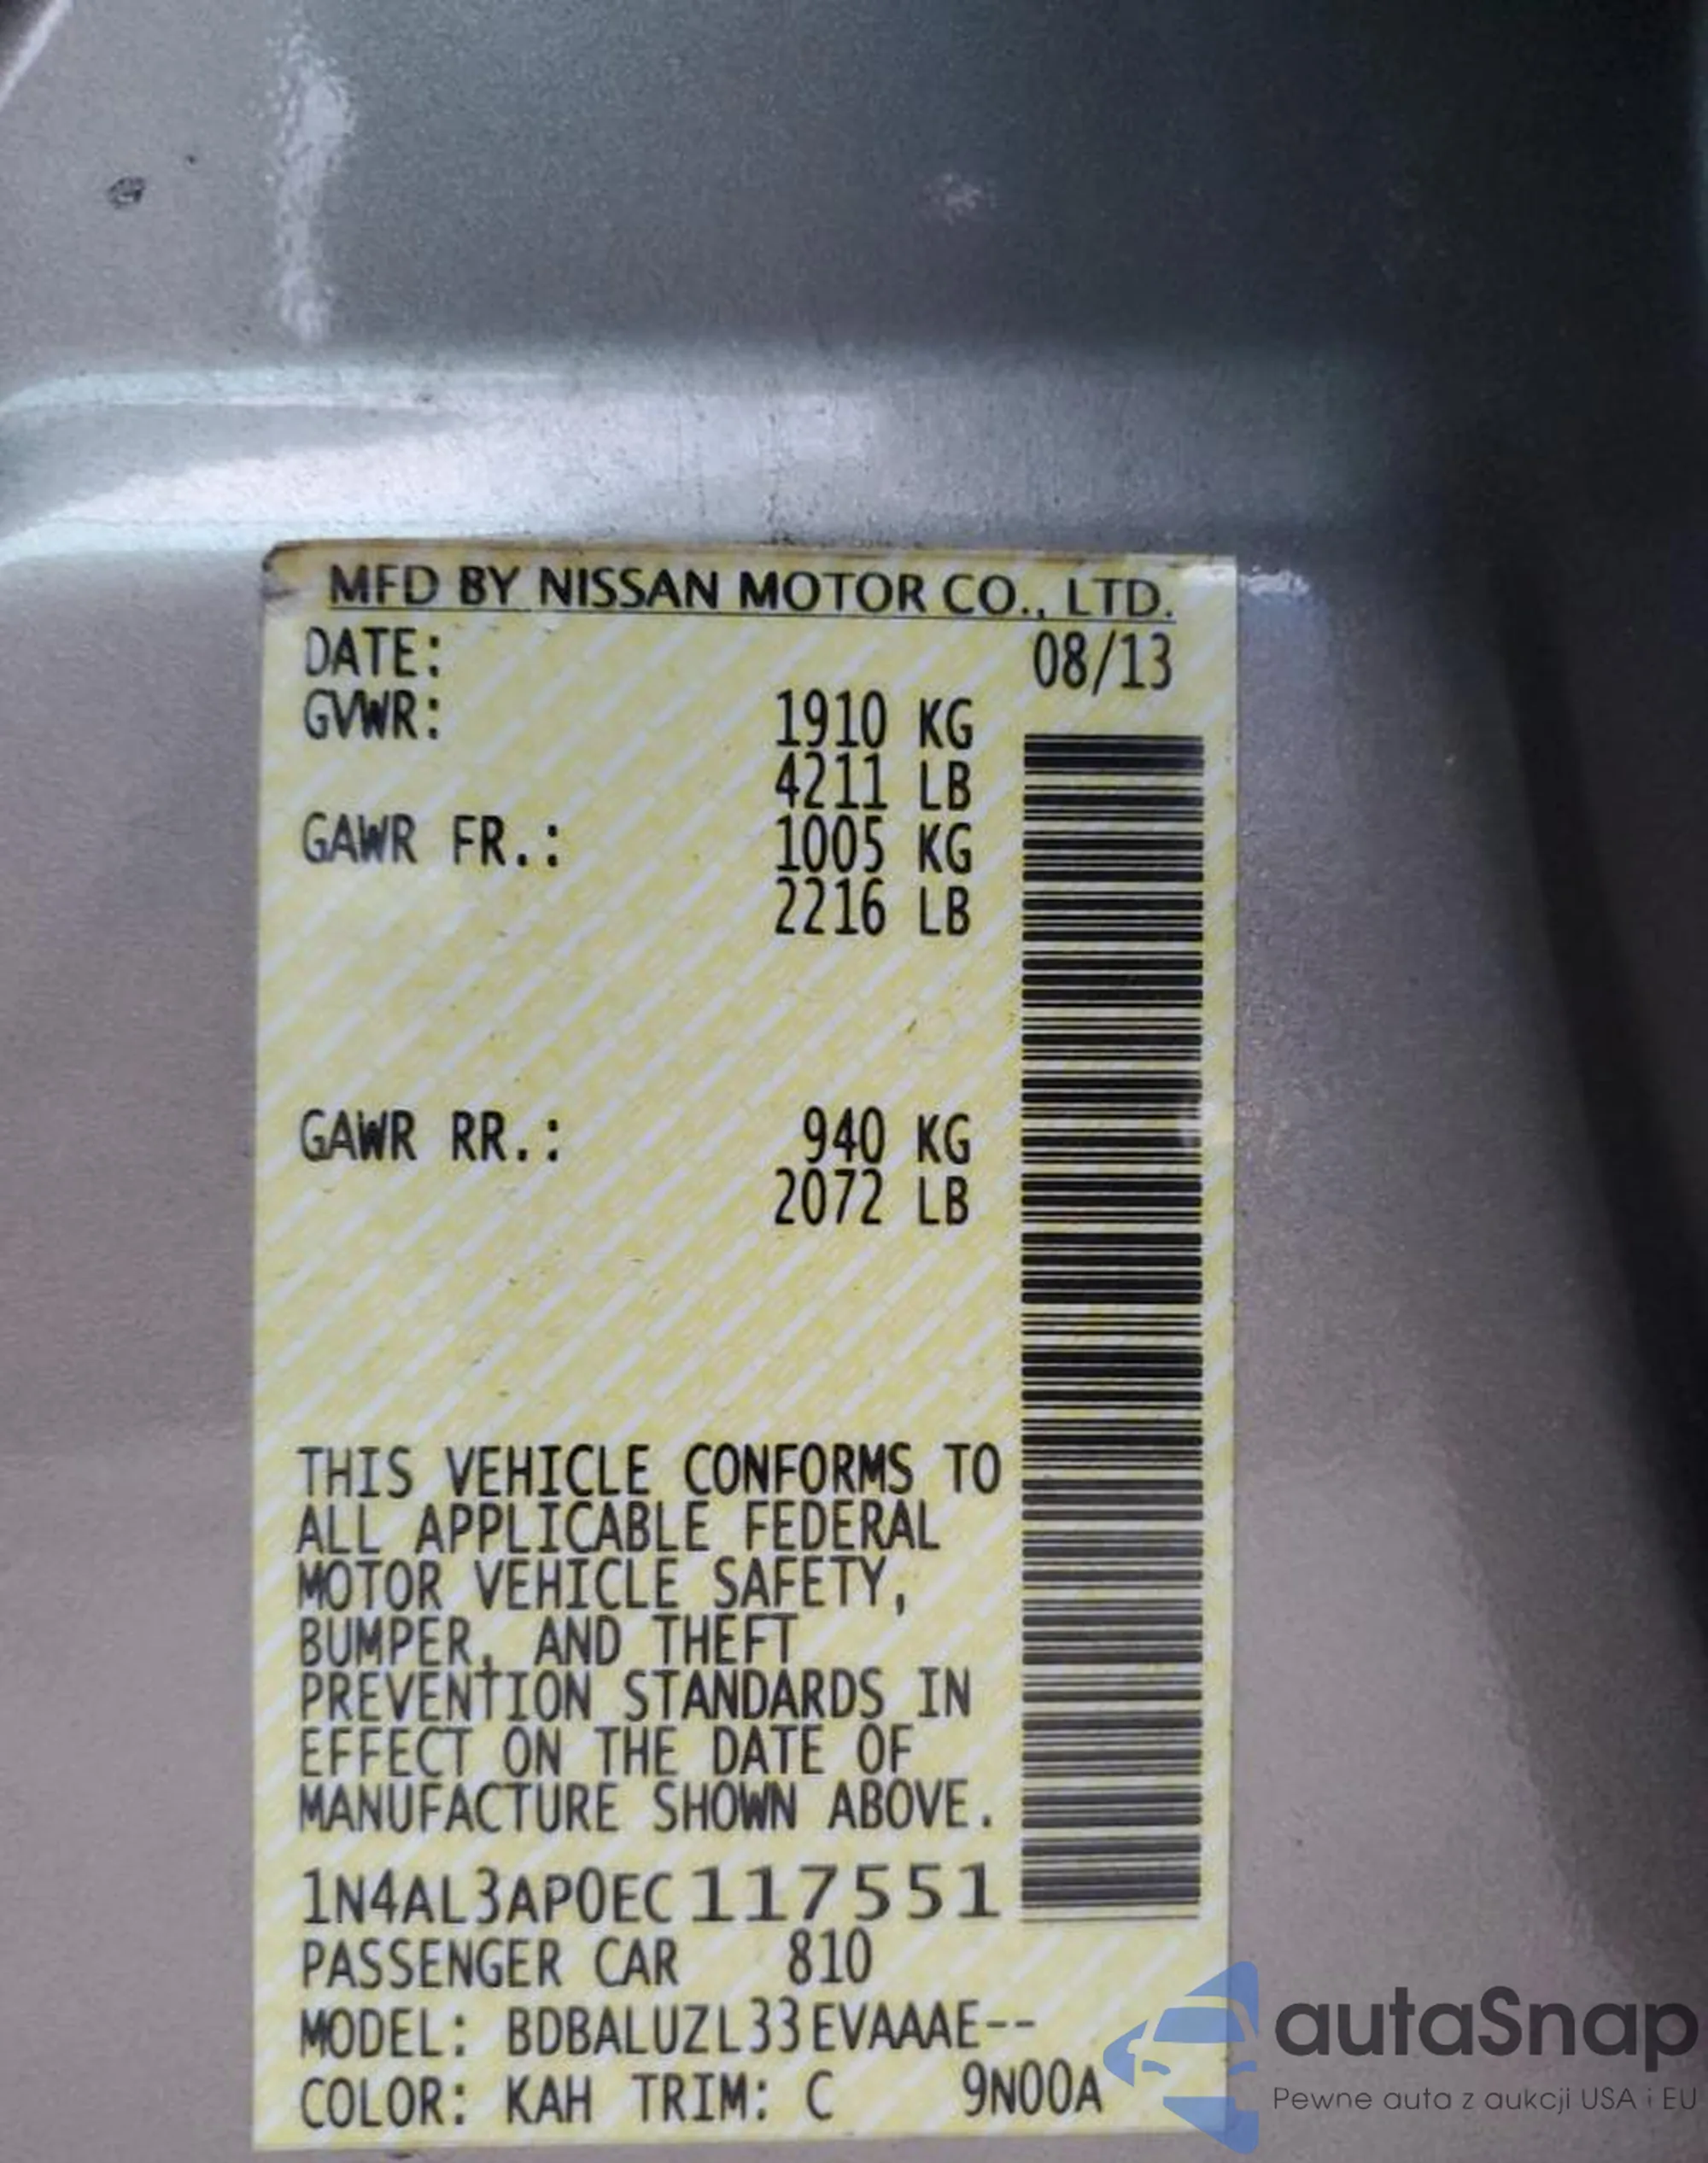 MFD BY NISSAN MOTOR CO., LTD.
DATE: 08/13
GVWR: 1910 KG
4211 LB
GAWR FR.: 1005 KG
2216 LB
GAWR RR.: 940 KG
2072 LB
THIS VEHICLE CONFORMS TO
ALL APPLICABLE FEDERAL
MOTOR VEHICLE SAFETY,
BUMPER, AND THEFT
PREVENTION STANDARDS IN
EFFECT ON THE DATE OF
MANUFACTURE SHOWN ABOVE.
1N4AL3AP0EC117551
PASSENGER CAR 810
MODEL: BDBALUZL33EVAAAE--
COLOR: KAH TRIM: C 9N00A
autaSnap
Pewne auta z aukcji USA i EU